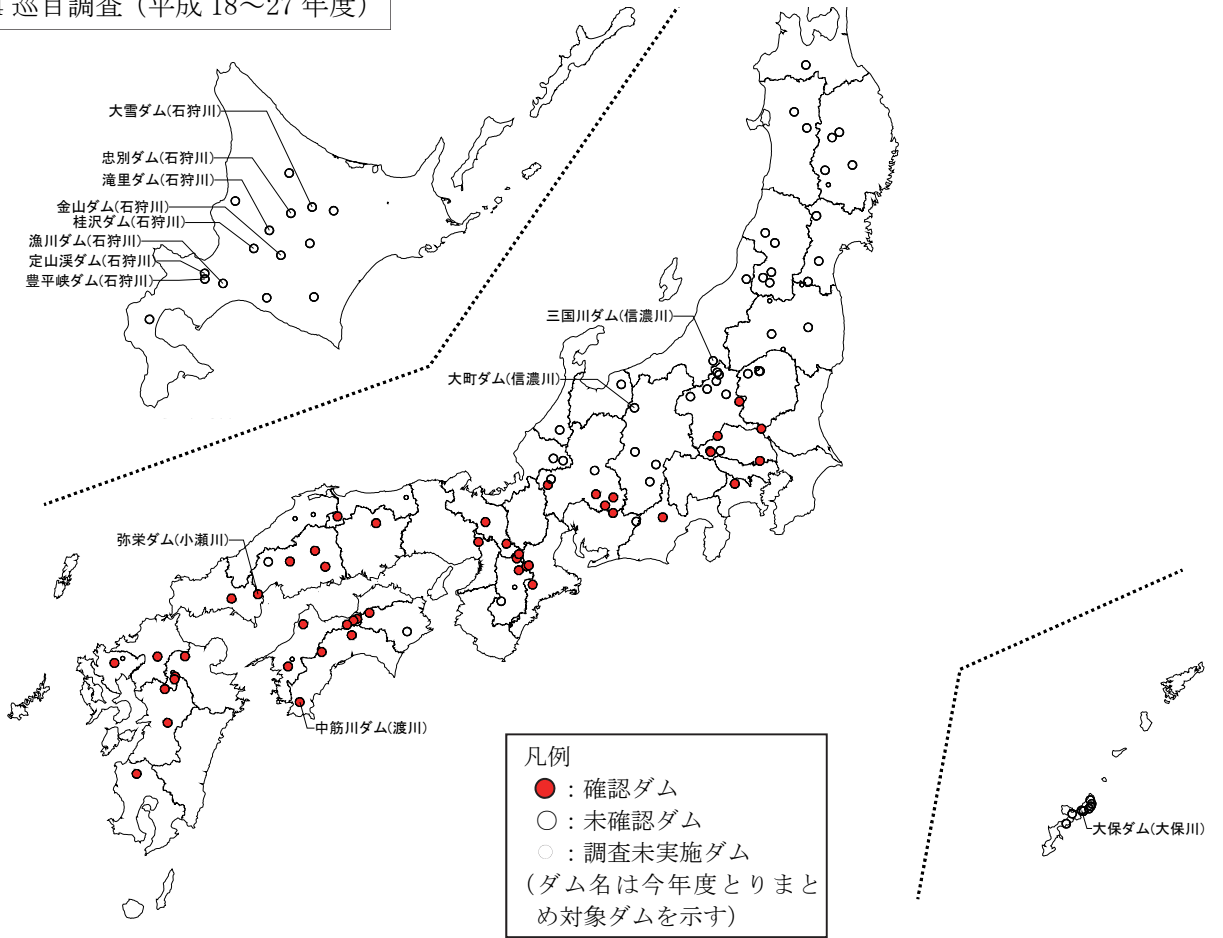 巡目調査（平成 18～27 年度）
大雪ダム(石狩川)
忠別ダム(石狩川)
滝里ダム(石狩川)
金山ダム(石狩川)
桂沢ダム(石狩川)
漁川ダム(石狩川)
定山渓ダム(石狩川)
豊平峡ダム(石狩川)
三国川ダム(信濃川)
大町ダム(信濃川)
弥栄ダム(小瀬川)
中筋川ダム(渡川)
大保ダム(大保川)
凡例
：確認ダム
：未確認ダム
：調査未実施ダム
(ダム名は今年度とりまと
め対象ダムを示す)